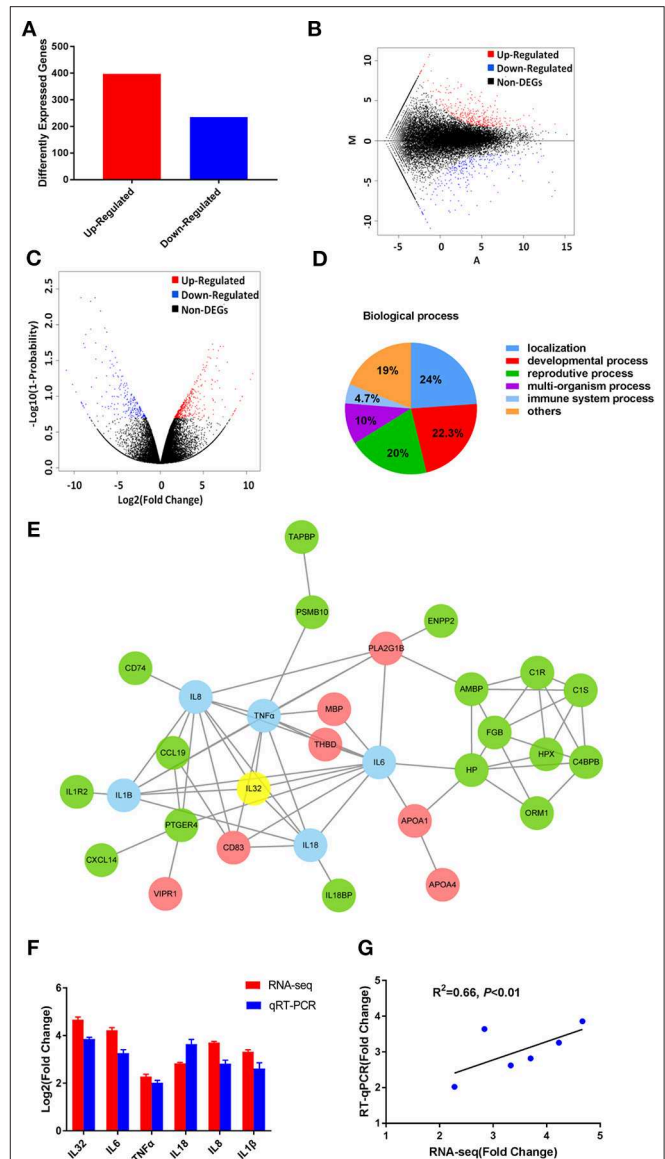 A
Differently Expressed Genes
500
400
300
200
100
0
Up-Regulated
Down-Regulated
B
Up-Regulated
Down-Regulated
Non-DEGs
M
10
5
0
-5
-10
-5
0
5
10
15
A
C
Up-Regulated
Down-Regulated
Non-DEGs
-Log10(1-Probability)
2.5
2.0
1.5
1.0
0.5
0.0
-10
-5
0
5
10
Log2(Fold Change)
D
Biological process
24%
22.3%
20%
10%
4.7%
19%
localization
developmental process
reprodutive process
multi-organism process
immune system process
others
E
TAPBP
PSMB10
ENPP2
PLA2G1B
CD74
IL8
TNFα
MBP
THBD
AMBP
C1R
C1S
FGB
HPX
C4BPB
HP
ORM1
CCL19
IL6
IL1R2
IL1B
IL32
PTGER4
CD83
IL18
APOA1
CXCL14
VIPR1
IL18BP
APOA4
F
Log2(Fold Change)
6
4
2
0
RNA-seq
qRT-PCR
IL32
IL6
TNFα
IL18
IL8
IL1β
G
R2=0.66, P<0.01
RT-qPCR(Fold Change)
5
4
3
2
1
1
2
3
4
5
RNA-seq(Fold Change)